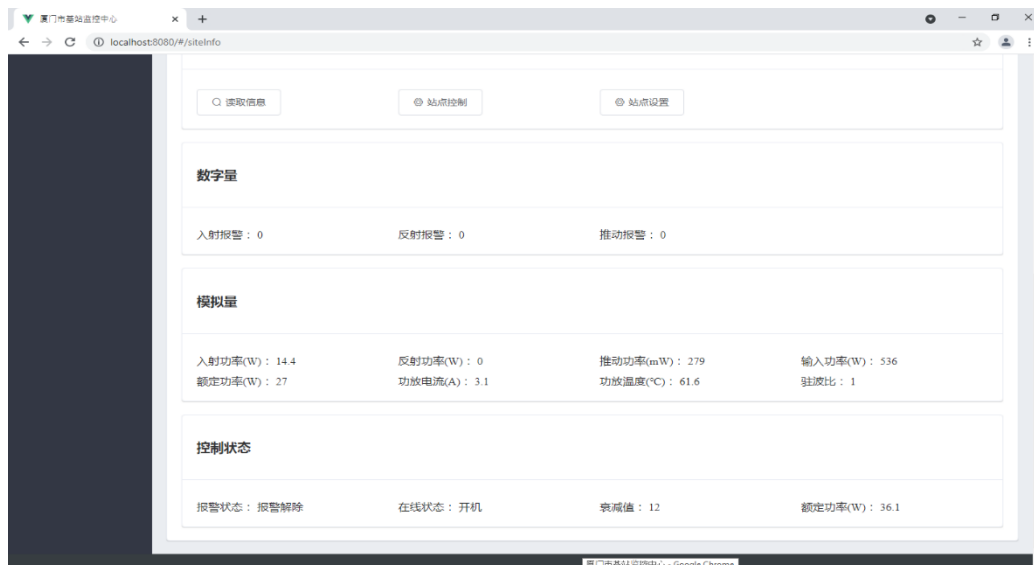 厦门市基站监控中心
localhost:8080/#/siteInfo
读取信息 站点控制 站点设置
数字量
入射报警： 0 反射报警： 0 推动报警： 0
模拟量
入射功率(W)： 14.4 反射功率(W)： 0 推动功率(mW)： 279 输入功率(W)： 536
额定功率(W)： 27 功放电流(A)： 3.1 功放温度(℃)： 61.6 驻波比： 1
控制状态
报警状态： 报警解除 在线状态： 开机 衰减值： 12 额定功率(W)： 36.1
厦门市基站监控中心 - Google Chrome